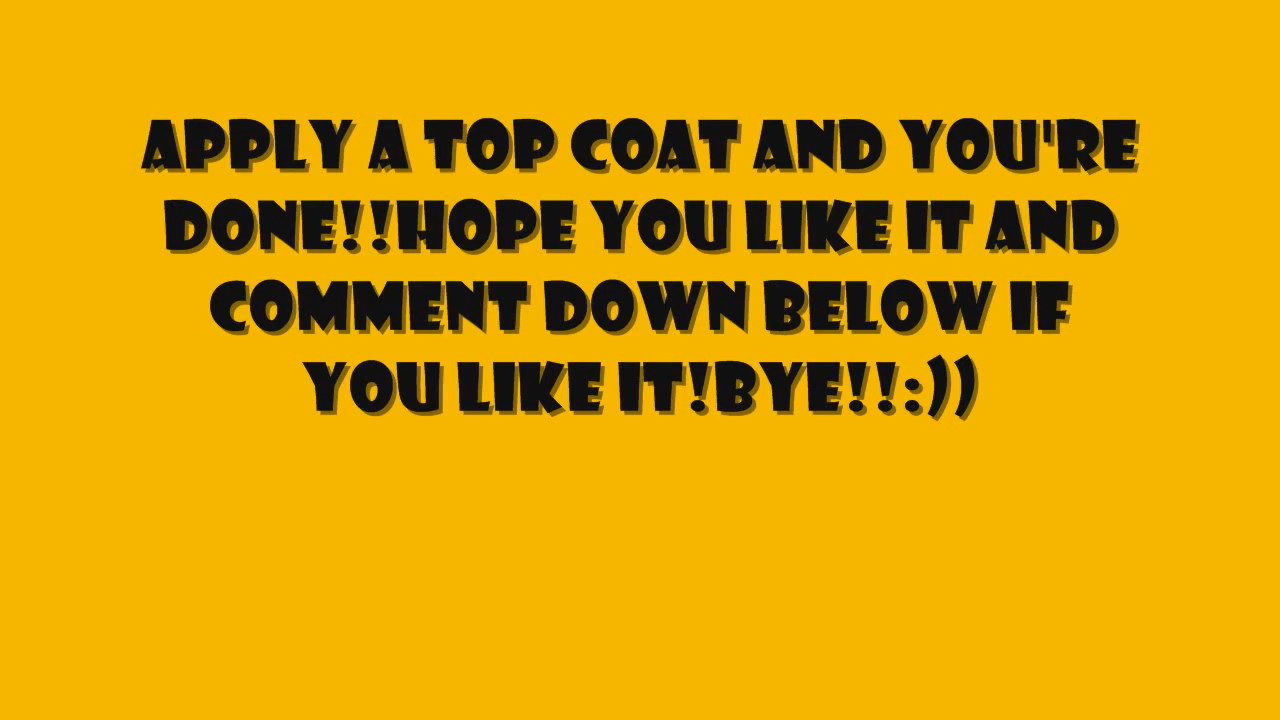 APPLY A TOP COAT AND YOU'RE
DONE!!HOPE YOU LIKE IT AND
COMMENT DOWN BELOW IF
YOU LIKE IT!BYE!!:))